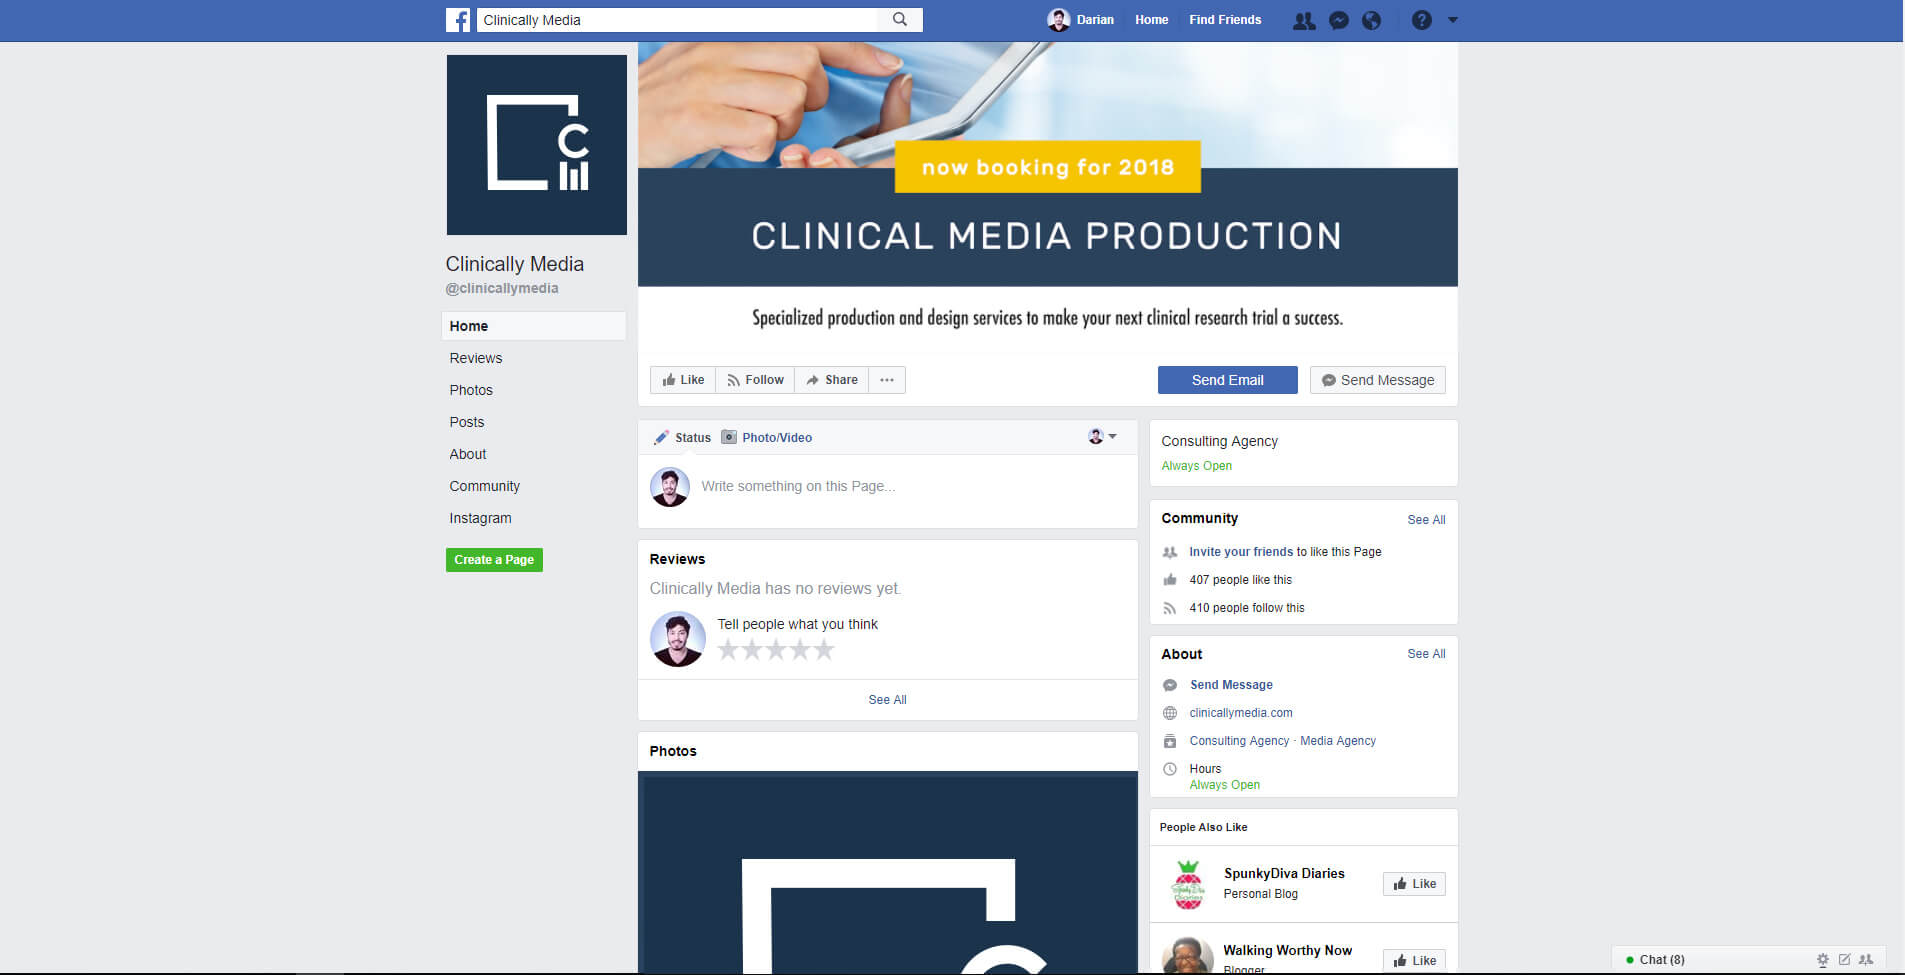 Clinically Media
Darian
Home
Find Friends
C
now booking for 2018
CLINICAL MEDIA PRODUCTION
Specialized production and design services to make your next clinical research trial a success.
Clinically Media
@clinicallymedia
Home
Reviews
Photos
Posts
About
Community
Instagram
Create a Page
Like
Follow
Share
Send Email
Send Message
Status
Photo/Video
Write something on this Page...
Reviews
Clinically Media has no reviews yet.
Tell people what you think
See All
Photos
C
Consulting Agency
Always Open
Community
See All
Invite your friends to like this Page
407 people like this
410 people follow this
About
See All
Send Message
clinicallymedia.com
Consulting Agency · Media Agency
Hours
Always Open
People Also Like
SpunkyDiva Diaries
Personal Blog
Like
Walking Worthy Now
Blogger
Like
Chat (8)